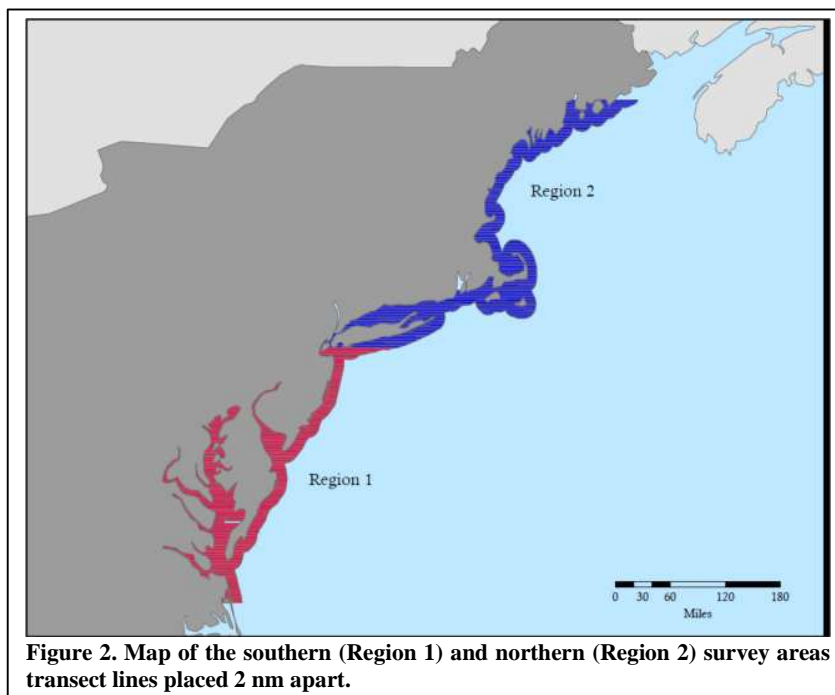 Region 2
Region 1
0 30 60 120 180
Miles
Figure 2. Map of the southern (Region 1) and northern (Region 2) survey areas
transect lines placed 2 nm apart.